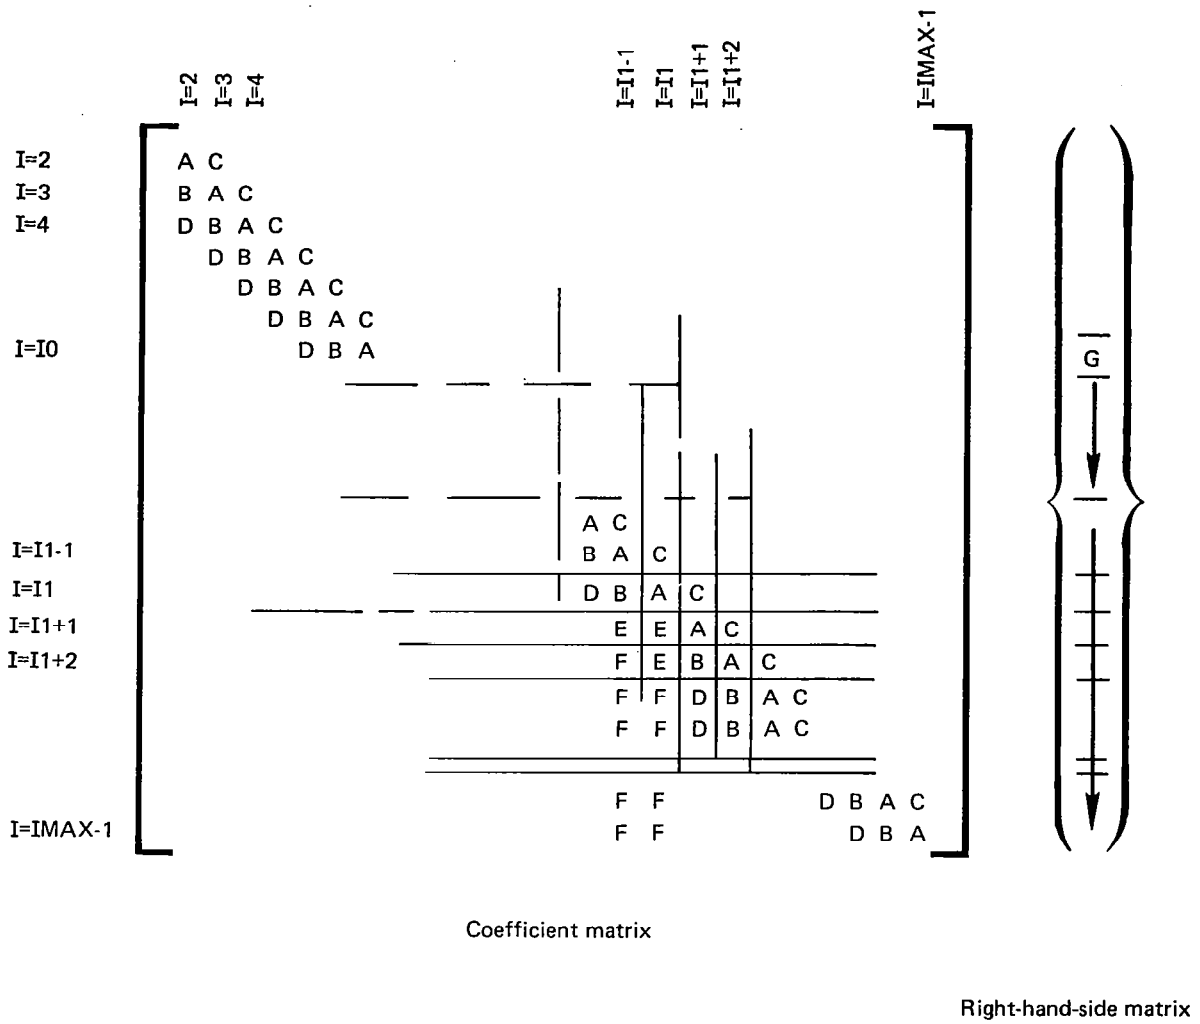 I=2 I=3 I=4 I=I1-1 I=I1 I=I1+1 I=I1+2 I=IMAX-1
I=2 A C
I=3 B A C
I=4 D B A C
D B A C
D B A C
D B A C
I=I0 D B A
G
A C
I=I1-1 B A C
I=I1 D B A C
I=I1+1 E E A C
I=I1+2 F E B A C
F F D B A C
F F D B A C
F F D B A C
I=IMAX-1 F F D B A
Coefficient matrix
Right-hand-side matrix